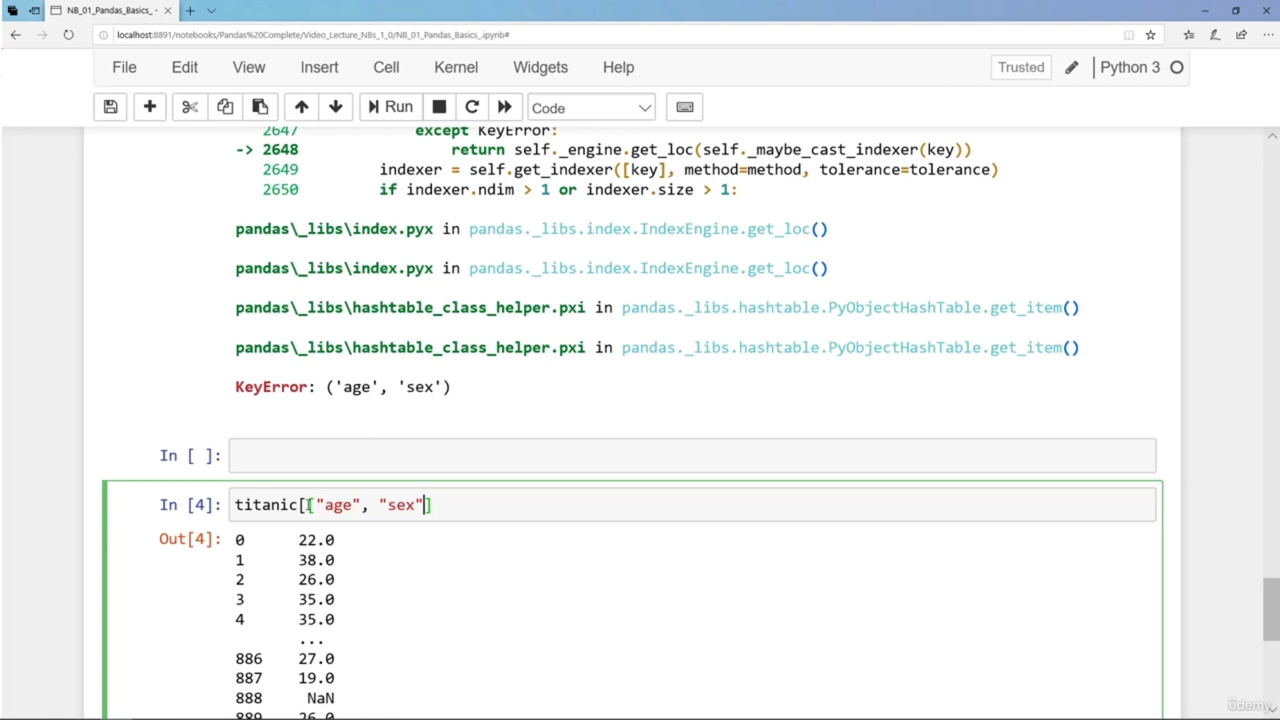 NB_01_Pandas_Basics_ -
localhost:8891/notebooks/Pandas%20Complete/Video_Lecture_NBs_1_0/NB_01_Pandas_Basics_.ipynb#
File Edit View Insert Cell Kernel Widgets Help Trusted Python 3
Run Code
2647 except KeyError:
-> 2648 return self._engine.get_loc(self._maybe_cast_indexer(key))
2649 indexer = self.get_indexer([key], method=method, tolerance=tolerance)
2650 if indexer.ndim > 1 or indexer.size > 1:
pandas\_libs\index.pyx in pandas._libs.index.IndexEngine.get_loc()
pandas\_libs\index.pyx in pandas._libs.index.IndexEngine.get_loc()
pandas\_libs\hashtable_class_helper.pxi in pandas._libs.hashtable.PyObjectHashTable.get_item()
pandas\_libs\hashtable_class_helper.pxi in pandas._libs.hashtable.PyObjectHashTable.get_item()
KeyError: ('age', 'sex')
In [ ]:
In [4]: titanic[["age", "sex"]
Out[4]: 0 22.0
1 38.0
2 26.0
3 35.0
4 35.0
...
886 27.0
887 19.0
888 NaN
889 26.0
ûdemy